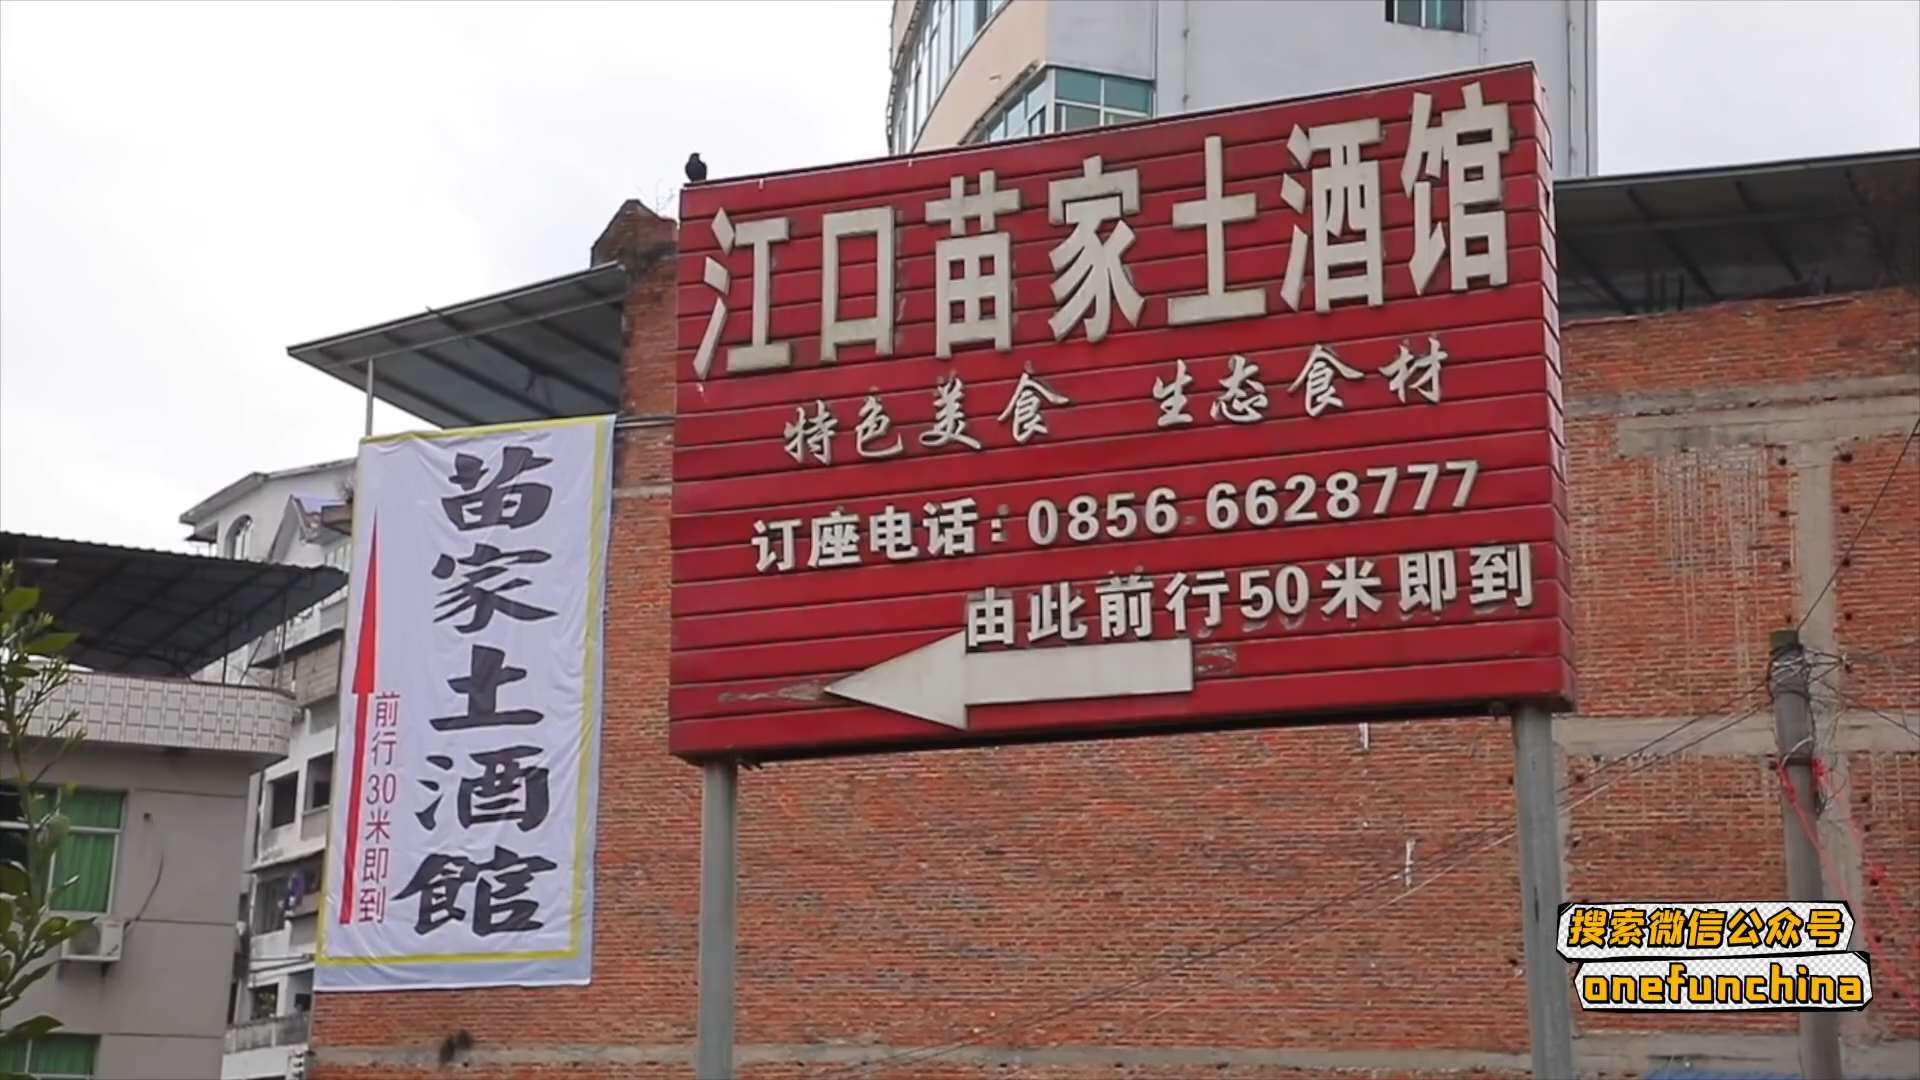 江口苗家土酒馆
特色美食 生态食材
订座电话：0856 6628777
由此前行50米即到
苗家土酒館
前行30米即到
搜索微信公众号
onefunchina